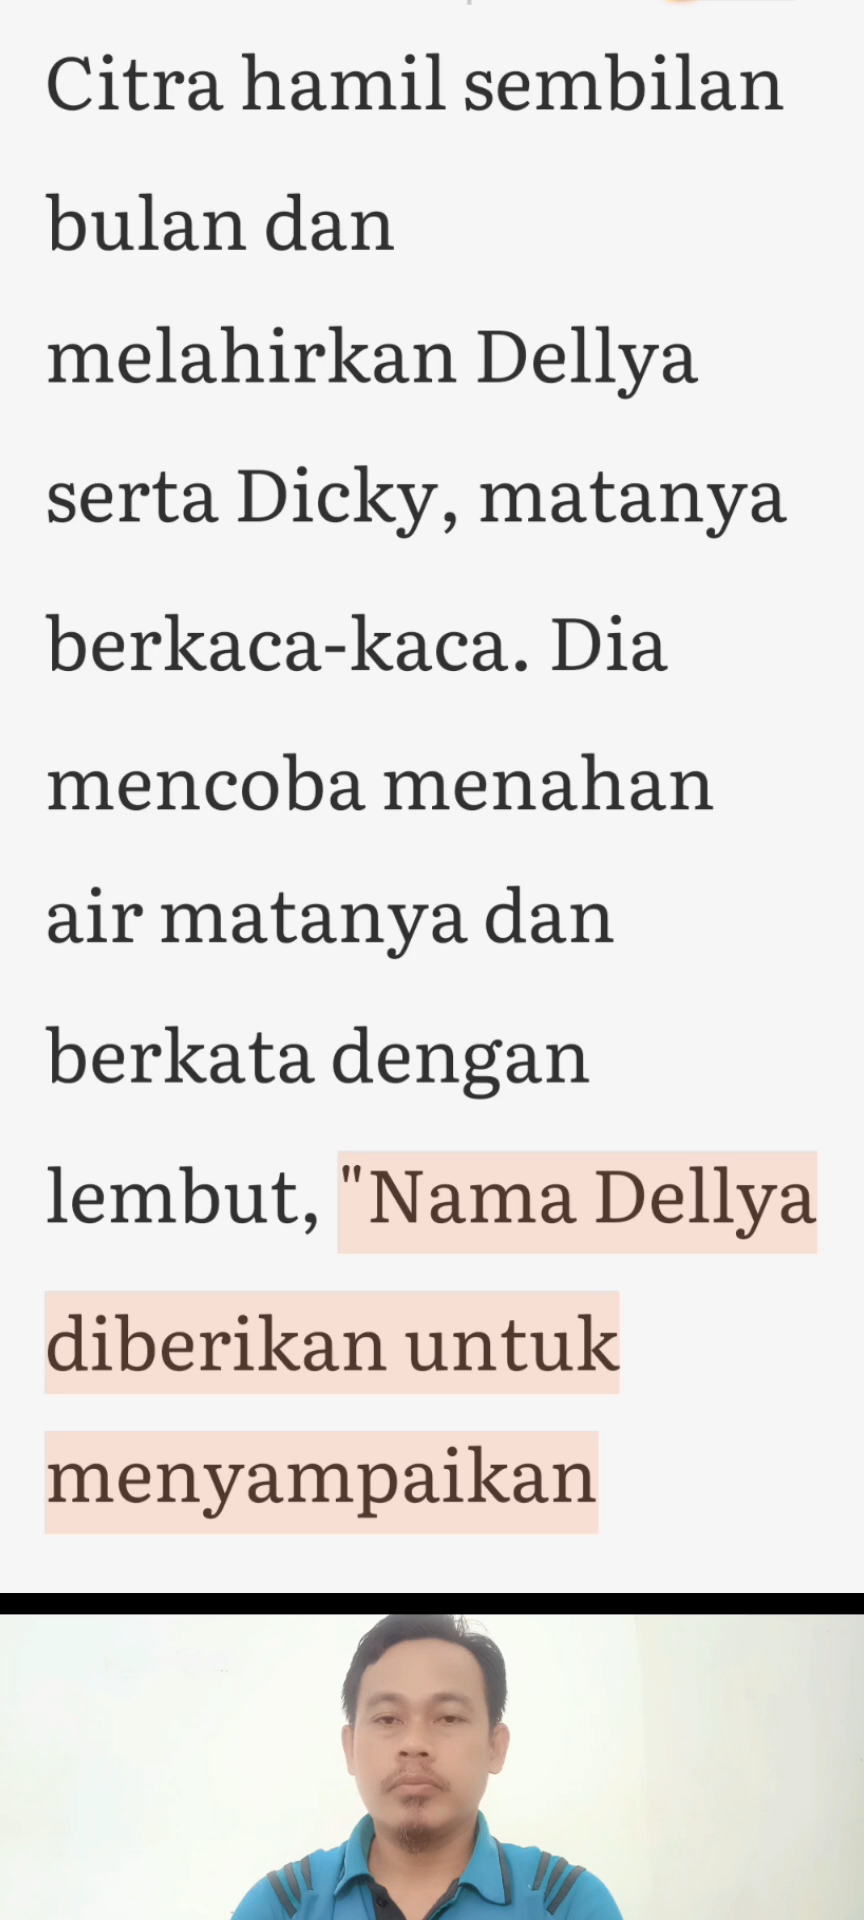 Citra hamil sembilan
bulan dan
melahirkan Dellya
serta Dicky, matanya
berkaca-kaca. Dia
mencoba menahan
air matanya dan
berkata dengan
lembut, "Nama Dellya
diberikan untuk
menyampaikan